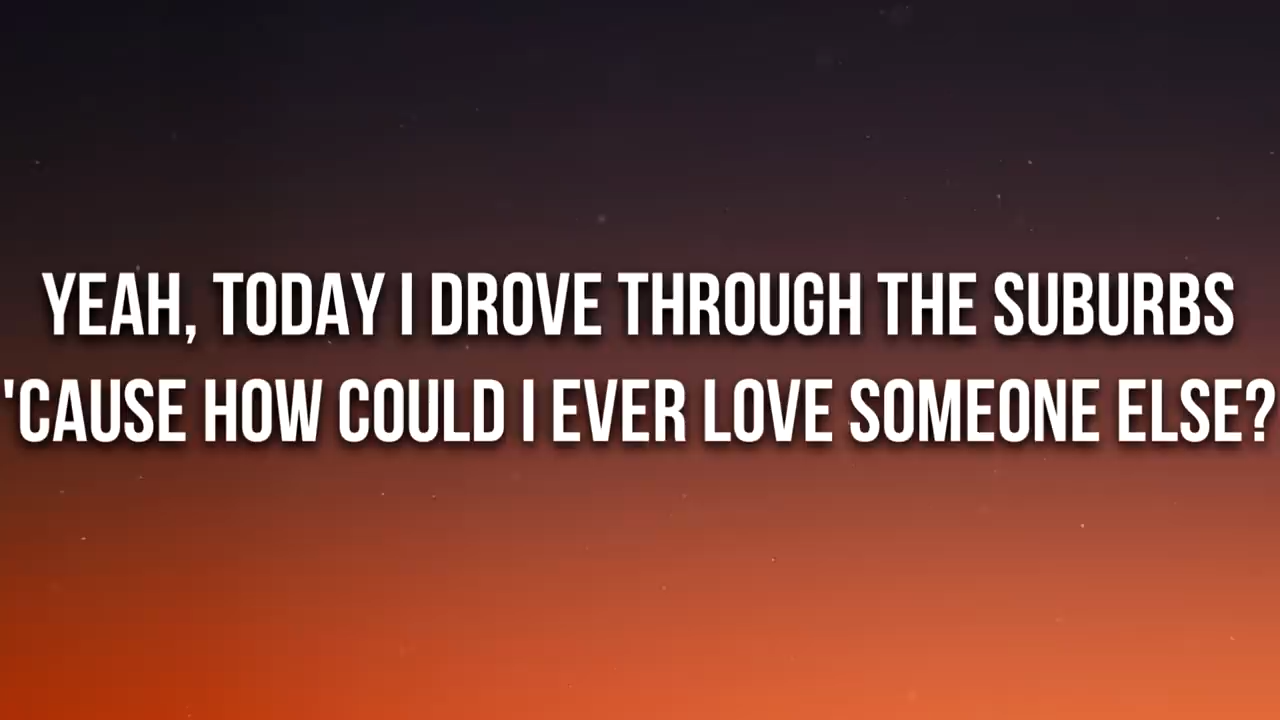 YEAH, TODAY I DROVE THROUGH THE SUBURBS
'CAUSE HOW COULD I EVER LOVE SOMEONE ELSE?